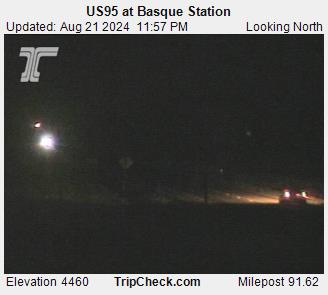 US95 at Basque Station
Updated: Aug 21 2024 11:57 PM Looking North
Elevation 4460 TripCheck.com Milepost 91.62